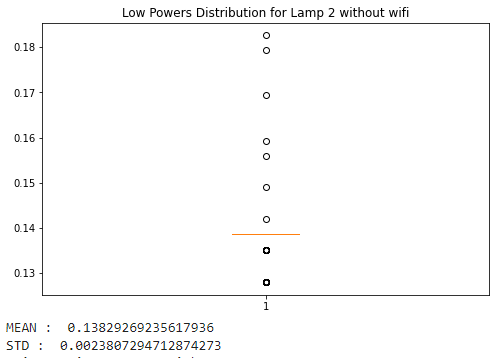 Low Powers Distribution for Lamp 2 without wifi
0.18
0.17
0.16
0.15
0.14
0.13
1
MEAN : 0.13829269235617936
STD : 0.0023807294712874273